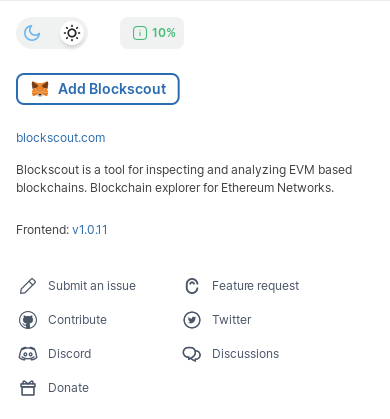 10%
Add Blockscout
blockscout.com
Blockscout is a tool for inspecting and analyzing EVM based
blockchains. Blockchain explorer for Ethereum Networks.
Frontend: v1.0.11
Submit an issue
Feature request
Contribute
Twitter
Discord
Discussions
Donate